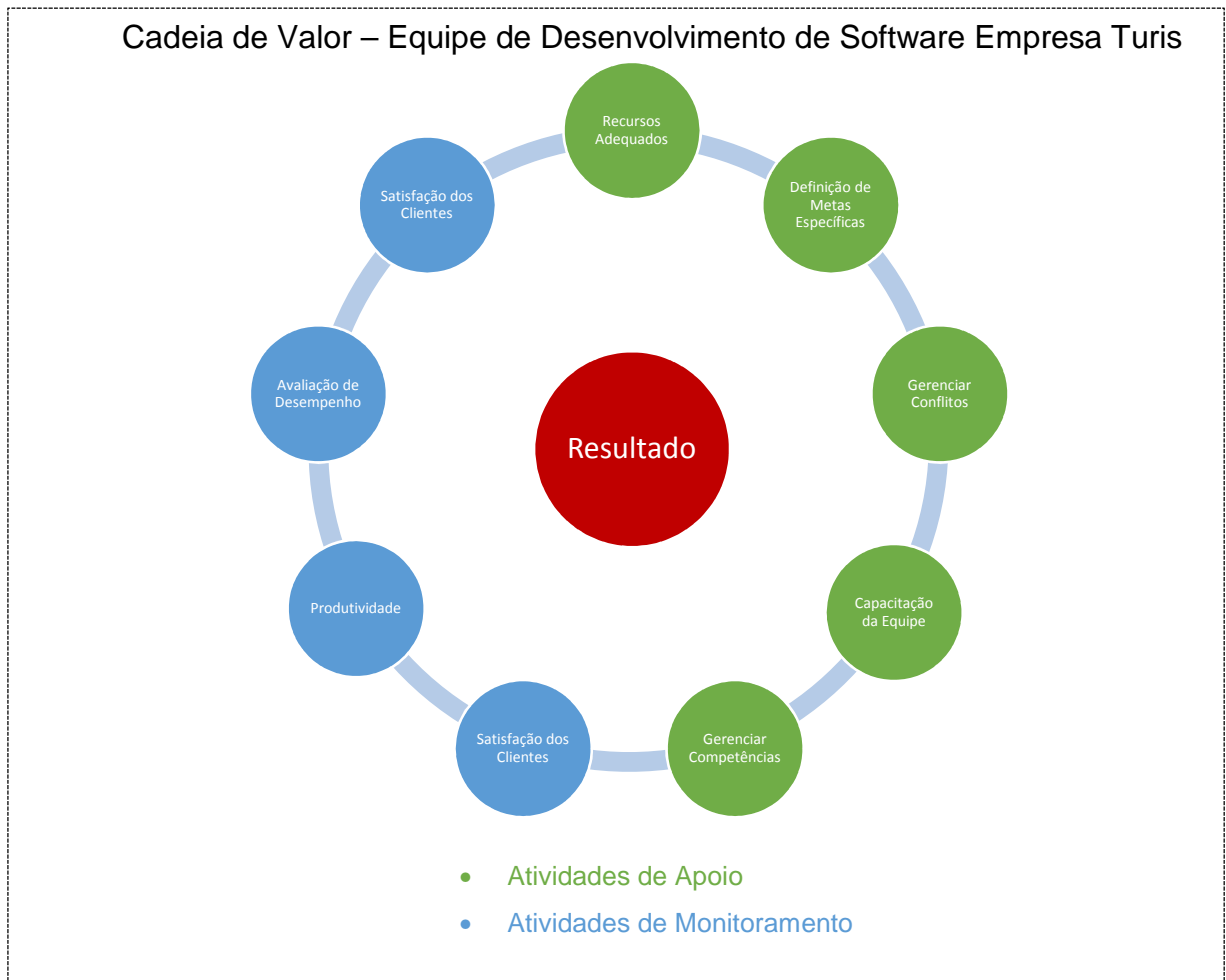 Cadeia de Valor – Equipe de Desenvolvimento de Software Empresa Turis
Recursos
Adequados
Definição de
Metas
Específicas
Gerenciar
Conflitos
Capacitação
da Equipe
Gerenciar
Competências
Satisfação dos
Clientes
Produtividade
Avaliação de
Desempenho
Satisfação dos
Clientes
Resultado
• Atividades de Apoio
• Atividades de Monitoramento